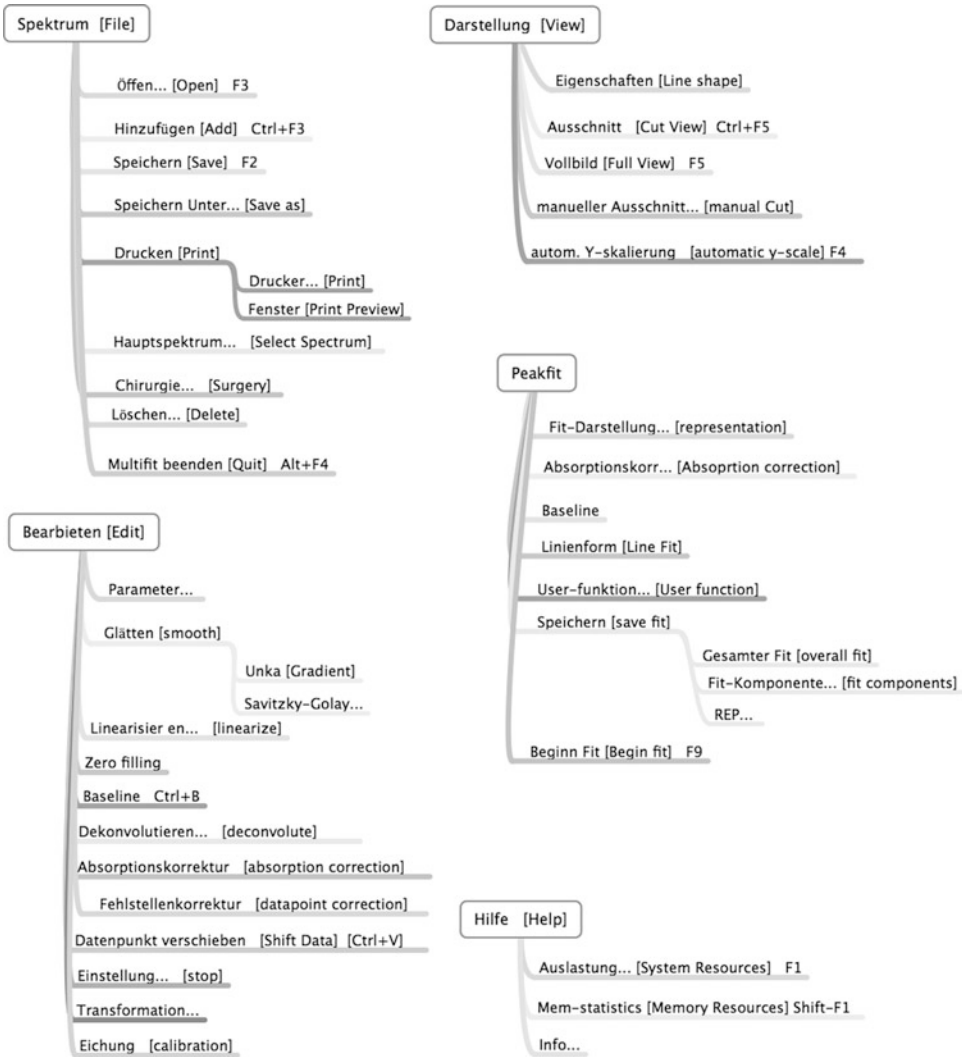 Spektrum [File]
Öffen... [Open] F3
Hinzufügen [Add] Ctrl+F3
Speichern [Save] F2
Speichern Unter... [Save as]
Drucken [Print]
Drucker... [Print]
Fenster [Print Preview]
Hauptspektrum... [Select Spectrum]
Chirurgie... [Surgery]
Löschen... [Delete]
Multifit beenden [Quit] Alt+F4
Bearbieten [Edit]
Parameter...
Glätten [smooth]
Unka [Gradient]
Savitzky-Golay...
Linearisier en... [linearize]
Zero filling
Baseline Ctrl+B
Dekonvolutieren... [deconvolute]
Absorptionskorrektur [absorption correction]
Fehlstellenkorrektur [datapoint correction]
Datenpunkt verschieben [Shift Data] [Ctrl+V]
Einstellung... [stop]
Transformation...
Eichung [calibration]
Darstellung [View]
Eigenschaften [Line shape]
Ausschnitt [Cut View] Ctrl+F5
Vollbild [Full View] F5
manueller Ausschnitt... [manual Cut]
autom. Y-skalierung [automatic y-scale] F4
Peakfit
Fit-Darstellung... [representation]
Absorptionskorr... [Absoprtion correction]
Baseline
Linienform [Line Fit]
User-funktion... [User function]
Speichern [save fit]
Gesamter Fit [overall fit]
Fit-Komponente... [fit components]
REP...
Beginn Fit [Begin fit] F9
Hilfe [Help]
Auslastung... [System Resources] F1
Mem-statistics [Memory Resources] Shift-F1
Info...